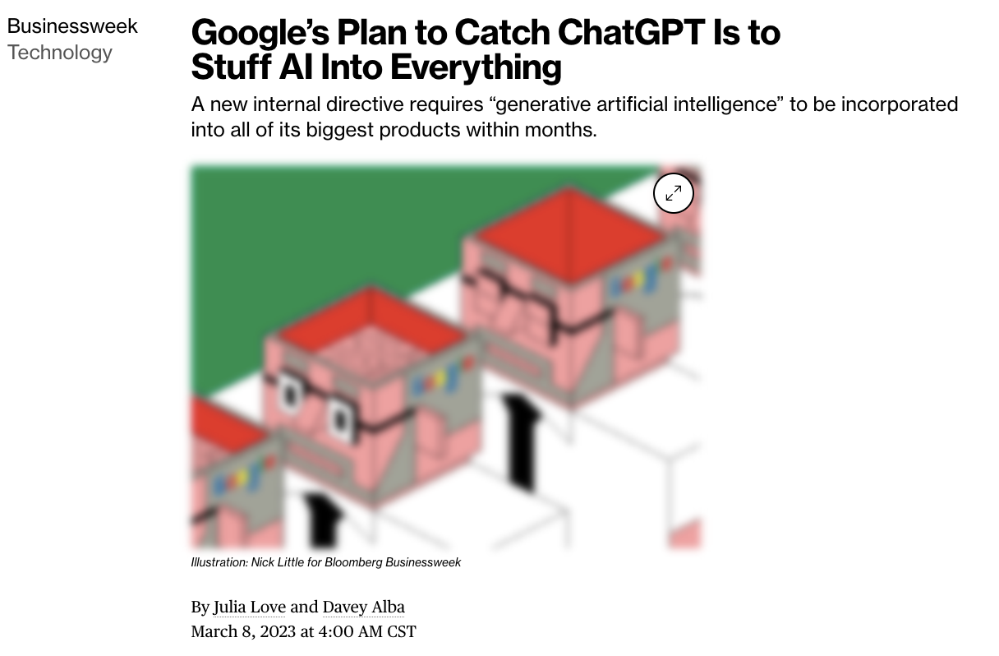 Businessweek
Technology
Google’s Plan to Catch ChatGPT Is to
Stuff AI Into Everything
A new internal directive requires “generative artificial intelligence” to be incorporated
into all of its biggest products within months.
Illustration: Nick Little for Bloomberg Businessweek
By Julia Love and Davey Alba
March 8, 2023 at 4:00 AM CST